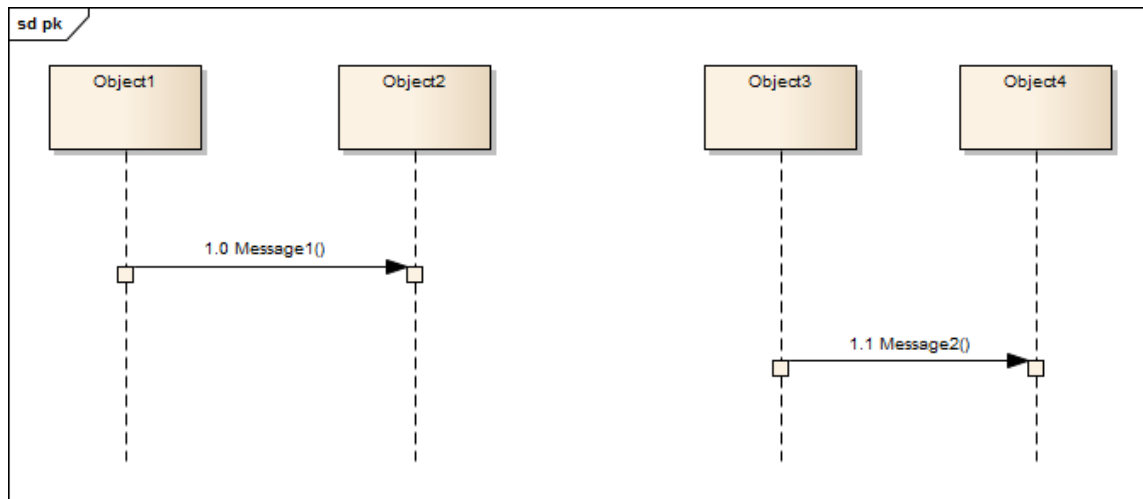 sd pk
Object1
Object2
Object3
Object4
1.0 Message1()
1.1 Message2()